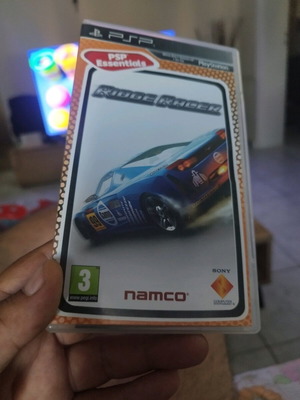 PSP
PSP
Essentials
PlayStation
RIDGE RACER
3
namco
SONY